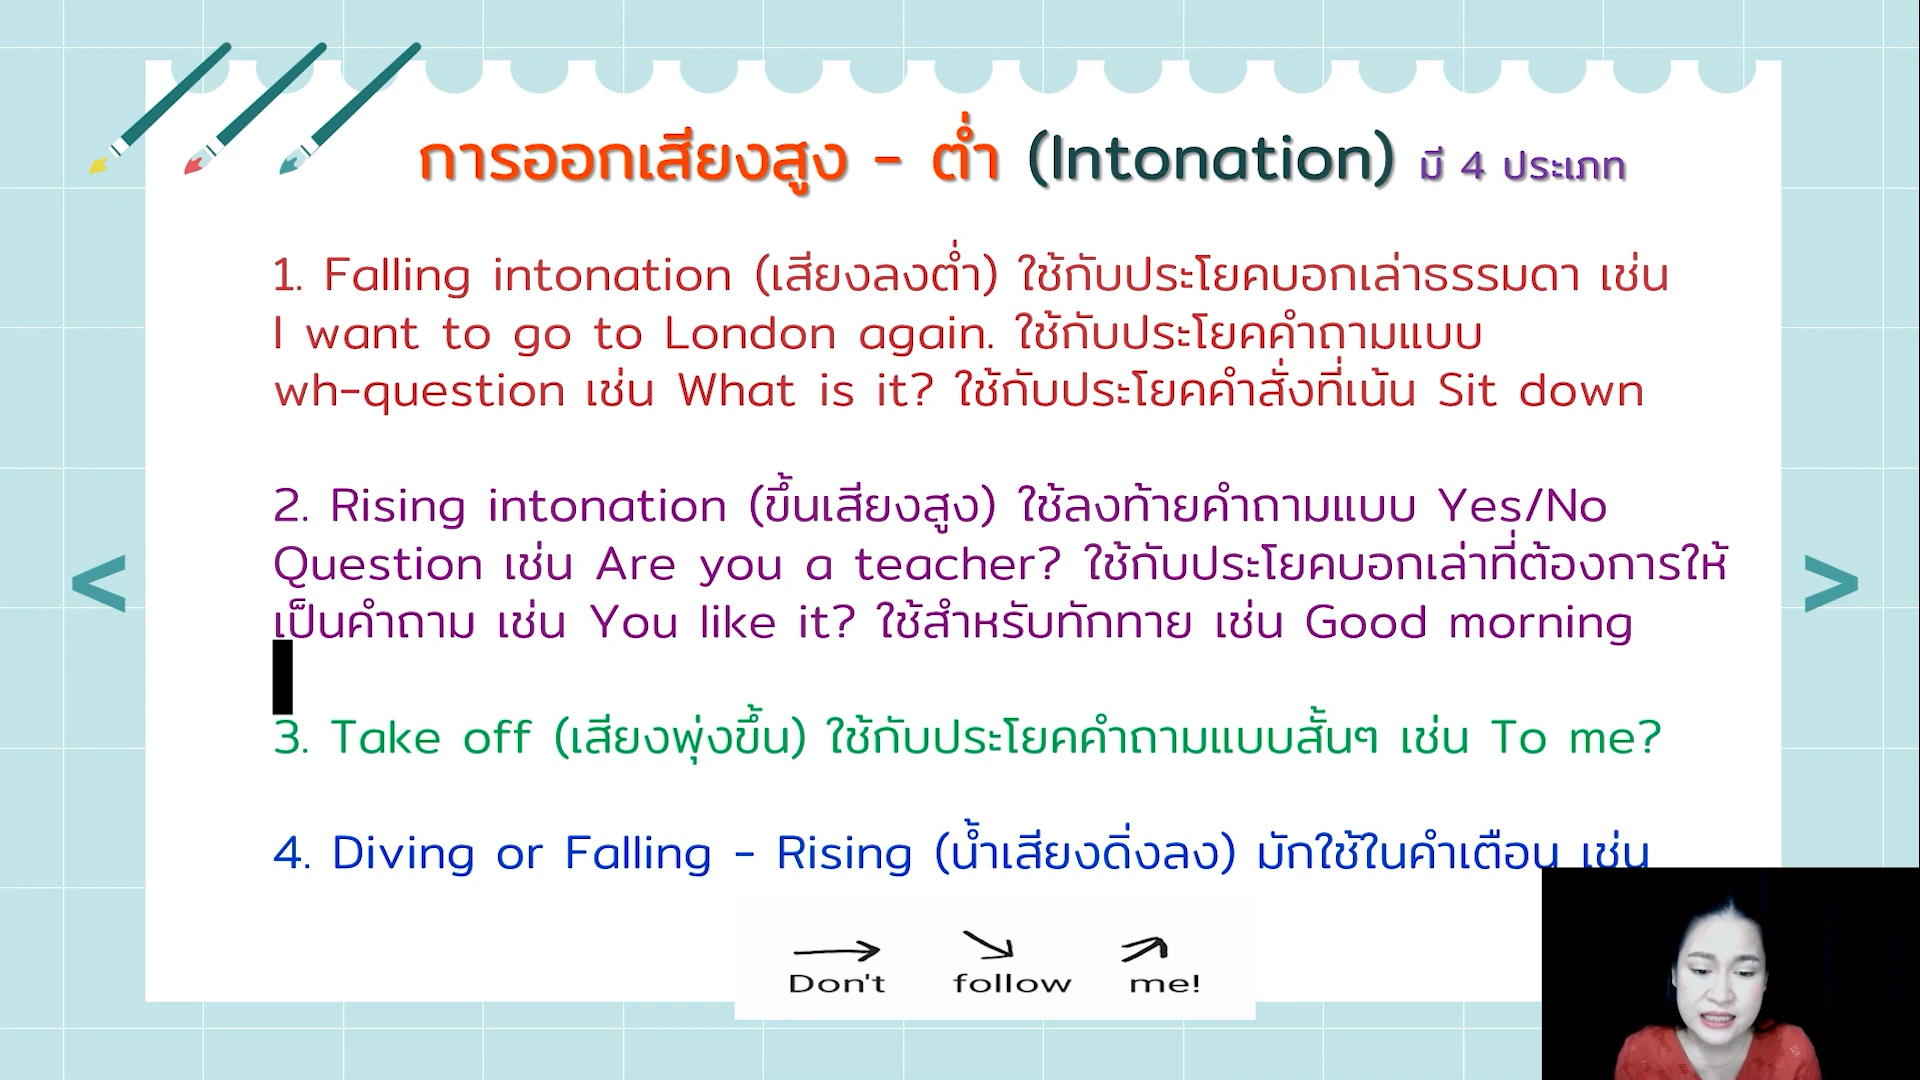 การออกเสียงสูง - ต่ำ (Intonation) มี 4 ประเภท
1. Falling intonation (เสียงลงต่ำ) ใช้กับประโยคบอกเล่าธรรมดา เช่น
I want to go to London again. ใช้กับประโยคคำถามแบบ
wh-question เช่น What is it? ใช้กับประโยคคำสั่งที่เน้น Sit down
2. Rising intonation (ขึ้นเสียงสูง) ใช้ลงท้ายคำถามแบบ Yes/No
Question เช่น Are you a teacher? ใช้กับประโยคบอกเล่าที่ต้องการให้
เป็นคำถาม เช่น You like it? ใช้สำหรับทักทาย เช่น Good morning
3. Take off (เสียงพุ่งขึ้น) ใช้กับประโยคคำถามแบบสั้นๆ เช่น To me?
4. Diving or Falling - Rising (น้ำเสียงดิ่งลง) มักใช้ในคำเตือน เช่น
Don't follow me!